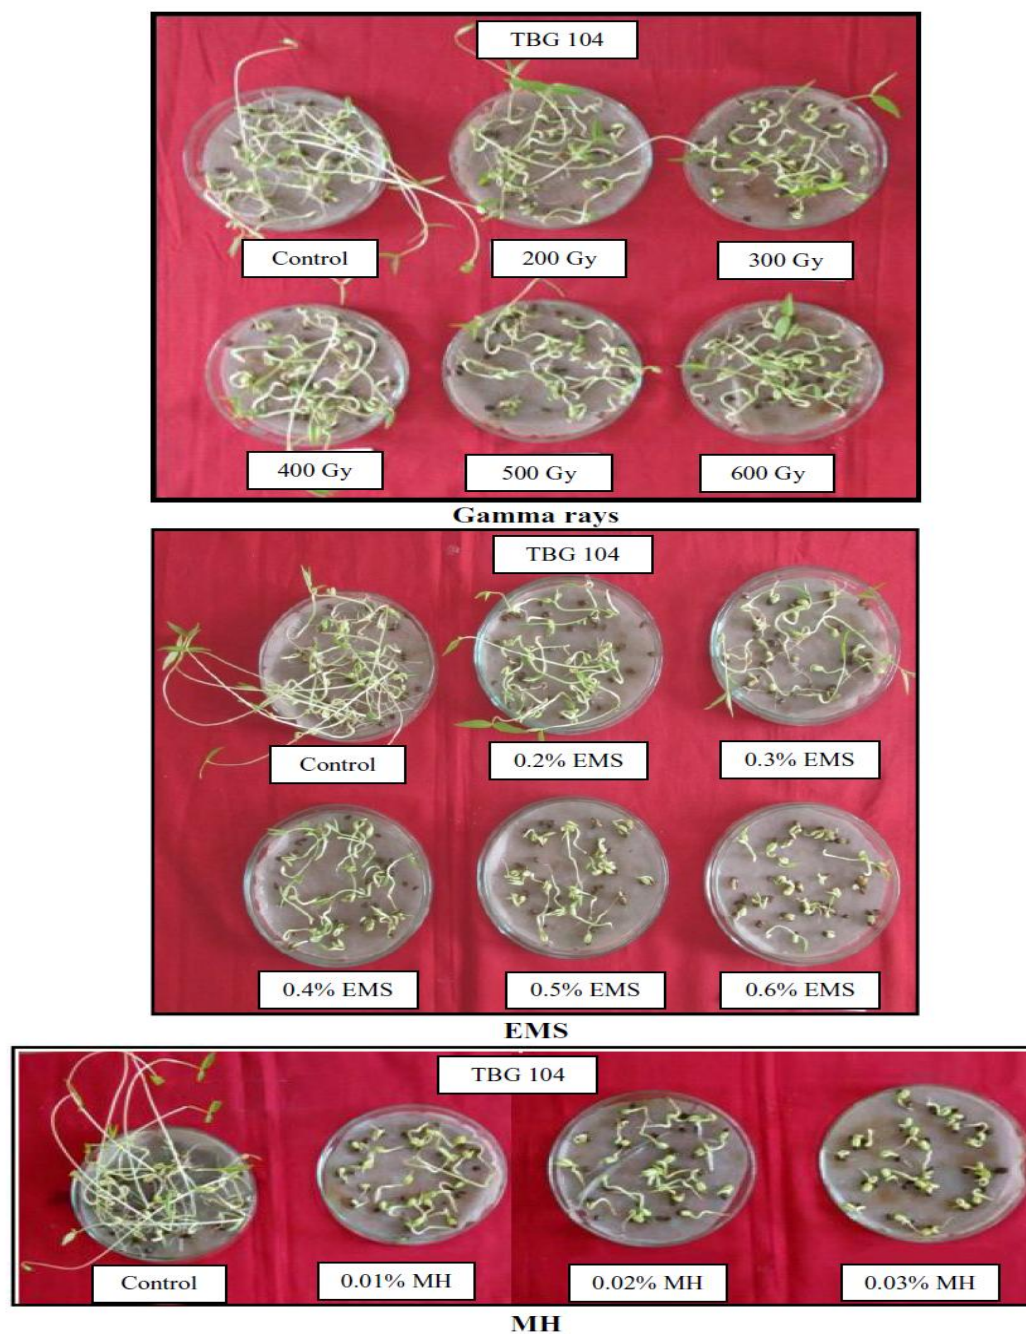 TBG 104
Control
200 Gy
300 Gy
400 Gy
500 Gy
600 Gy
Gamma rays
TBG 104
Control
0.2% EMS
0.3% EMS
0.4% EMS
0.5% EMS
0.6% EMS
EMS
TBG 104
Control
0.01% MH
0.02% MH
0.03% MH
MH